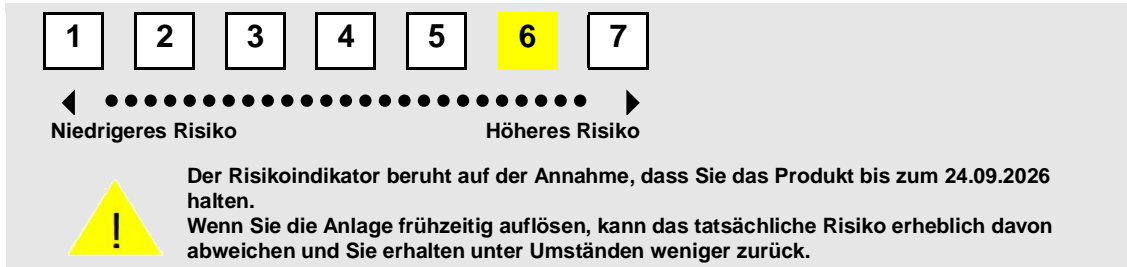 1 2 3 4 5 6 7
Niedrigeres Risiko Höheres Risiko
Der Risikoindikator beruht auf der Annahme, dass Sie das Produkt bis zum 24.09.2026
halten.
Wenn Sie die Anlage frühzeitig auflösen, kann das tatsächliche Risiko erheblich davon
abweichen und Sie erhalten unter Umständen weniger zurück.
!